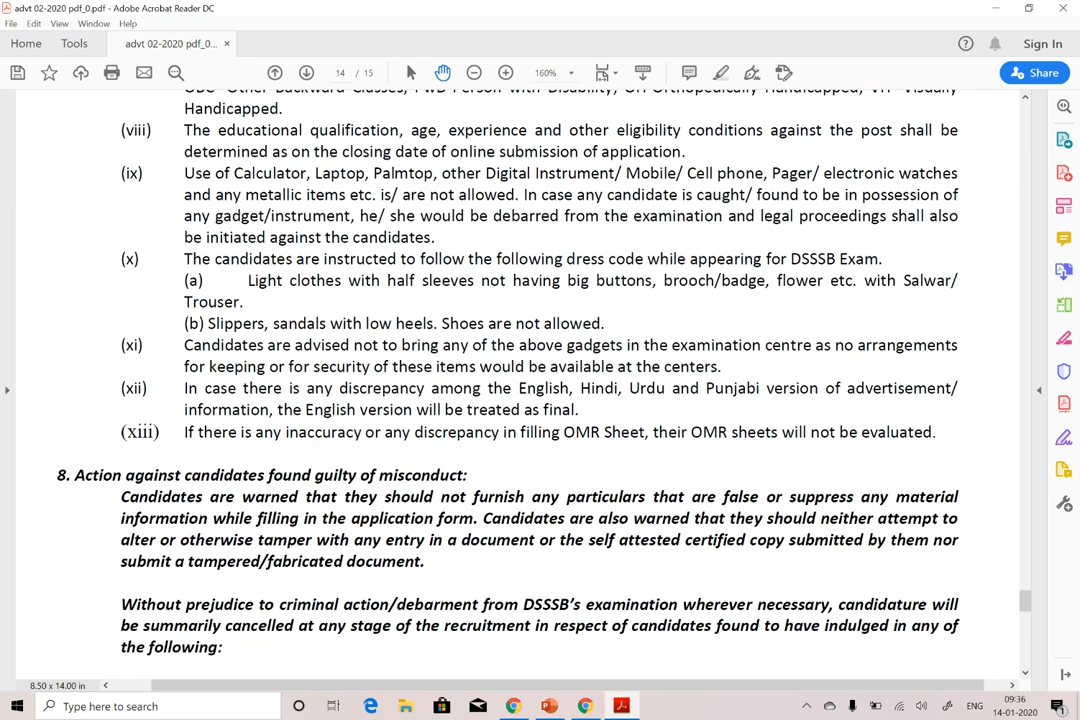 advt 02-2020 pdf_0.pdf - Adobe Acrobat Reader DC
File Edit View Window Help
Home Tools advt 02-2020 pdf_0... × Sign In
14 / 15 160% Share
OBC- Other Backward Classes, PwD-Person with Disability, OH-Orthopedically Handicapped, VH- Visually
Handicapped.
(viii) The educational qualification, age, experience and other eligibility conditions against the post shall be
determined as on the closing date of online submission of application.
(ix) Use of Calculator, Laptop, Palmtop, other Digital Instrument/ Mobile/ Cell phone, Pager/ electronic watches
and any metallic items etc. is/ are not allowed. In case any candidate is caught/ found to be in possession of
any gadget/instrument, he/ she would be debarred from the examination and legal proceedings shall also
be initiated against the candidates.
(x) The candidates are instructed to follow the following dress code while appearing for DSSSB Exam.
(a) Light clothes with half sleeves not having big buttons, brooch/badge, flower etc. with Salwar/
Trouser.
(b) Slippers, sandals with low heels. Shoes are not allowed.
(xi) Candidates are advised not to bring any of the above gadgets in the examination centre as no arrangements
for keeping or for security of these items would be available at the centers.
(xii) In case there is any discrepancy among the English, Hindi, Urdu and Punjabi version of advertisement/
information, the English version will be treated as final.
(xiii) If there is any inaccuracy or any discrepancy in filling OMR Sheet, their OMR sheets will not be evaluated.
8. Action against candidates found guilty of misconduct:
Candidates are warned that they should not furnish any particulars that are false or suppress any material
information while filling in the application form. Candidates are also warned that they should neither attempt to
alter or otherwise tamper with any entry in a document or the self attested certified copy submitted by them nor
submit a tampered/fabricated document.
Without prejudice to criminal action/debarment from DSSSB's examination wherever necessary, candidature will
be summarily cancelled at any stage of the recruitment in respect of candidates found to have indulged in any of
the following:
8.50 x 14.00 in
Type here to search
ENG
09:36
14-01-2020